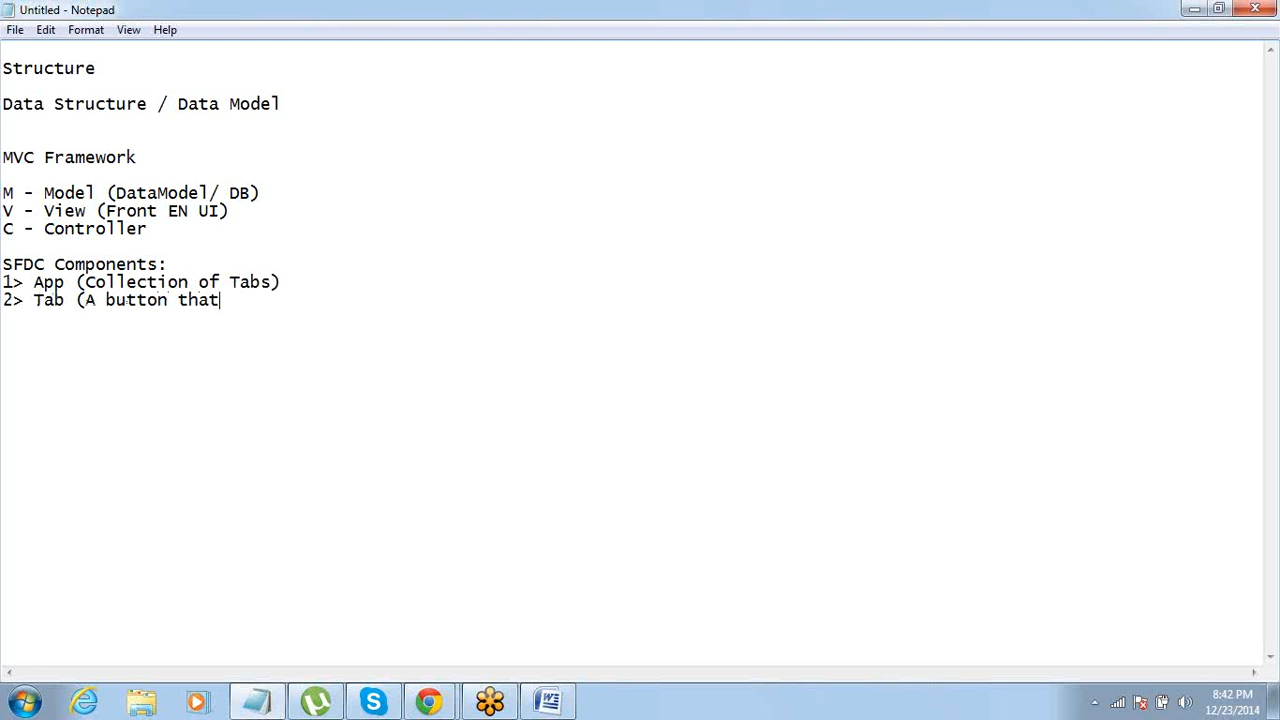 Untitled - Notepad
File Edit Format View Help
Structure
Data Structure / Data Model
MVC Framework
M - Model (DataModel/ DB)
V - View (Front EN UI)
C - Controller
SFDC Components:
1> App (Collection of Tabs)
2> Tab (A button that
8:42 PM
12/23/2014